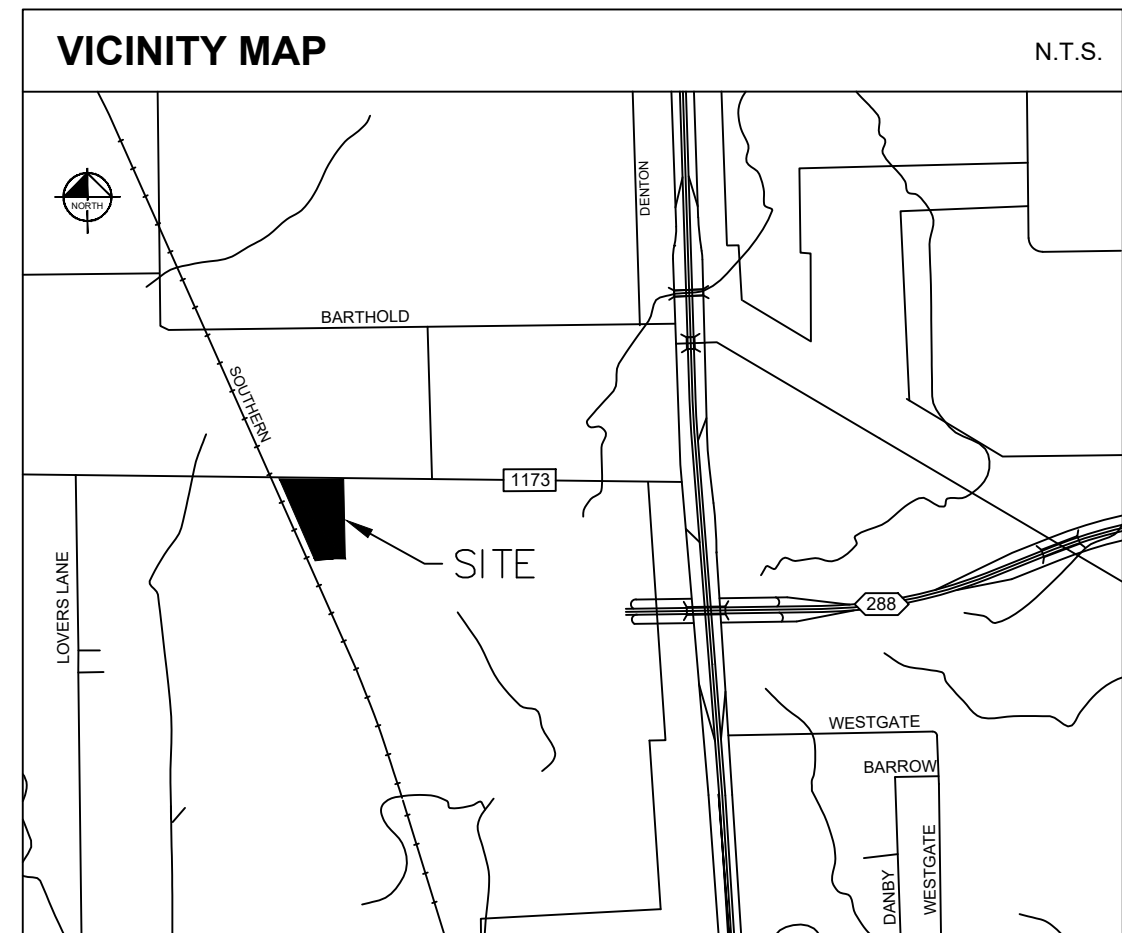 VICINITY MAP
N.T.S.
NORTH
DENTON
BARTHOLD
SOUTHERN
1173
SITE
LOVERS LANE
288
WESTGATE
BARROW
DANBY
WESTGATE